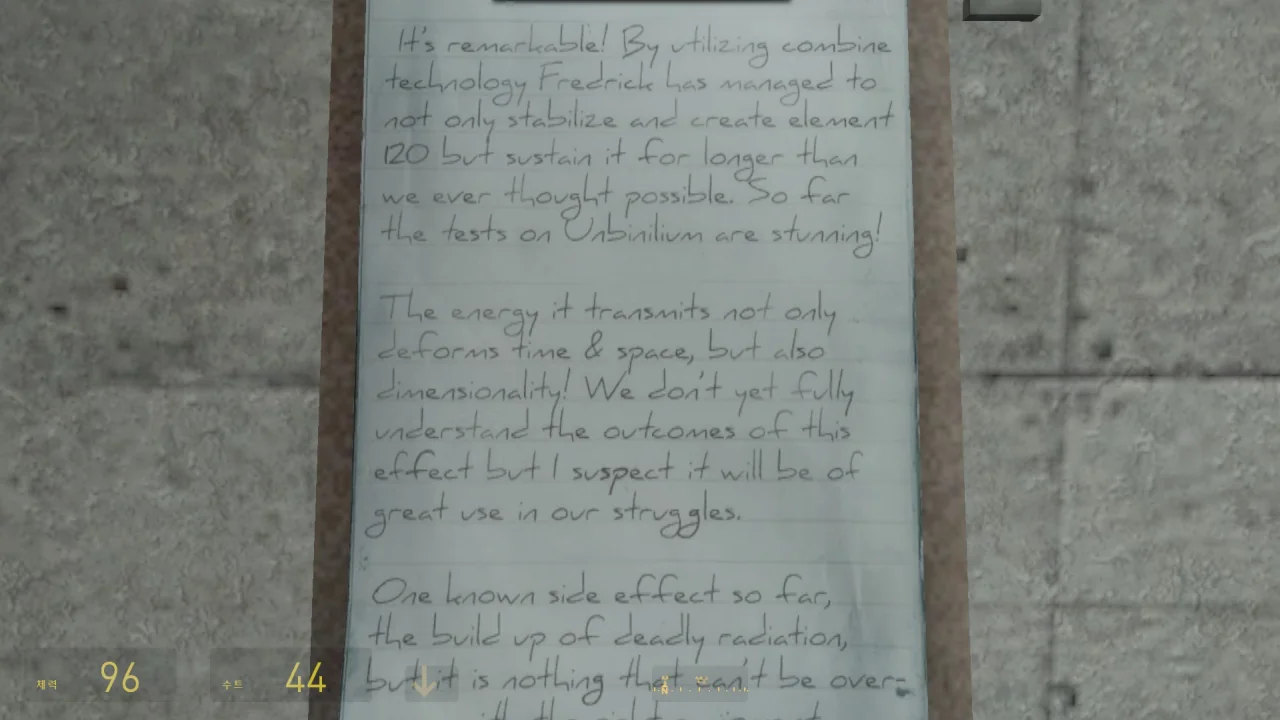 It's remarkable! By utilizing combine
technology Fredrick has managed to
not only stabilize and create element
120 but sustain it for longer than
we ever thought possible. So far
the tests on Unbinilium are stunning!
The energy it transmits not only
deforms time & space, but also
dimensionality! We don't yet fully
understand the outcomes of this
effect but I suspect it will be of
great use in our struggles.
One known side effect so far,
the build up of deadly radiation,
but it is nothing that can't be over-
체력 96
수트 44